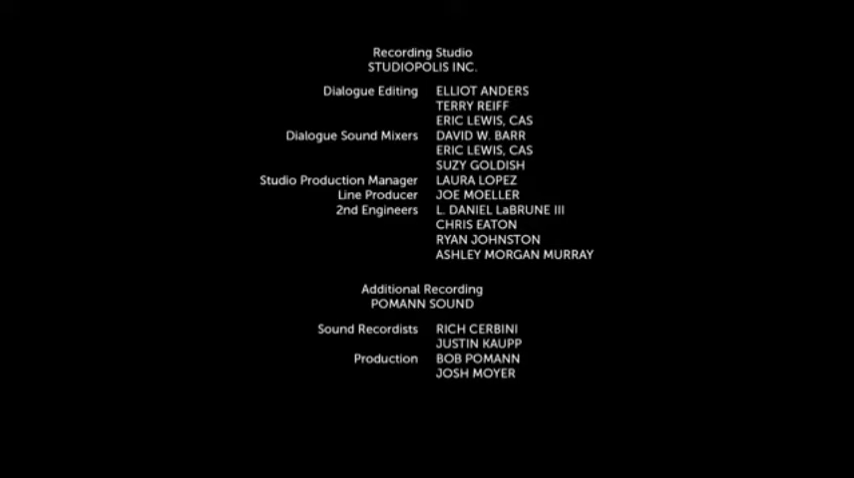 Recording Studio
STUDIOPOLIS INC.
Dialogue Editing ELLIOT ANDERS
TERRY REIFF
ERIC LEWIS, CAS
Dialogue Sound Mixers DAVID W. BARR
ERIC LEWIS, CAS
SUZY GOLDISH
Studio Production Manager LAURA LOPEZ
Line Producer JOE MOELLER
2nd Engineers L. DANIEL LaBRUNE III
CHRIS EATON
RYAN JOHNSTON
ASHLEY MORGAN MURRAY
Additional Recording
POMANN SOUND
Sound Recordists RICH CERBINI
JUSTIN KAUPP
Production BOB POMANN
JOSH MOYER